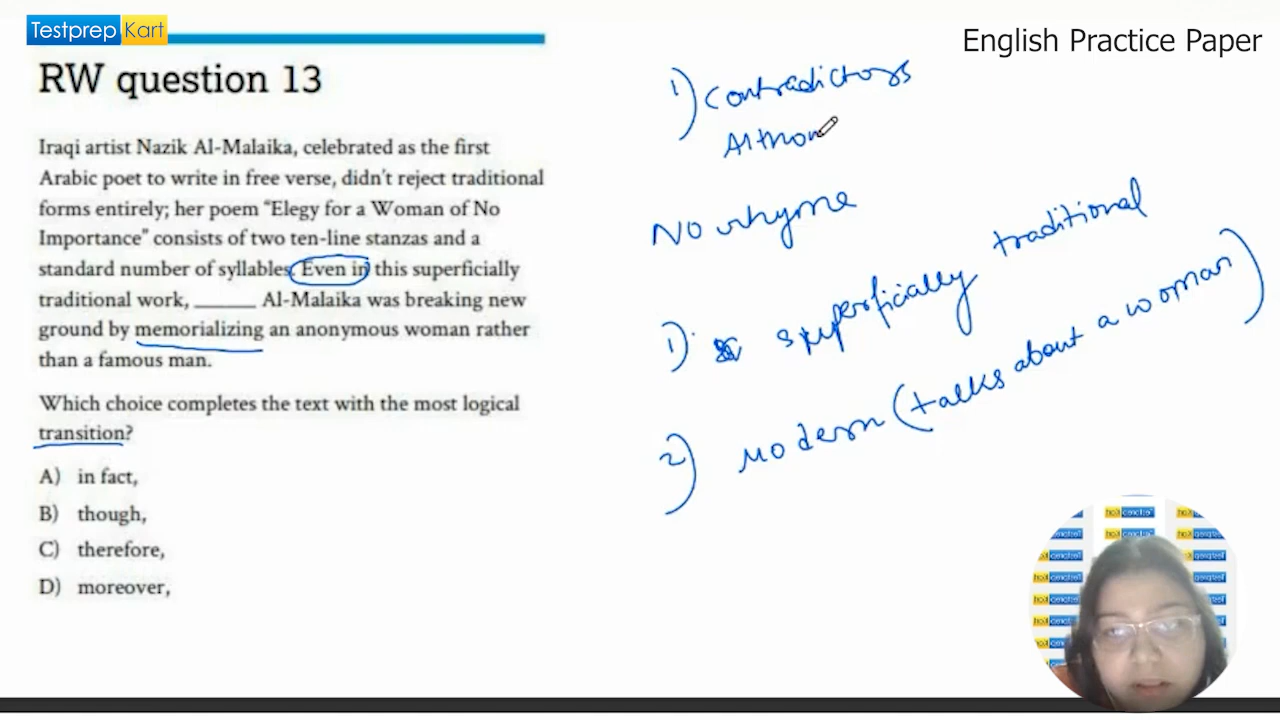 Testprep Kart
English Practice Paper
RW question 13
Iraqi artist Nazik Al-Malaika, celebrated as the first
Arabic poet to write in free verse, didn't reject traditional
forms entirely; her poem “Elegy for a Woman of No
Importance” consists of two ten-line stanzas and a
standard number of syllables. Even in this superficially
traditional work, ______ Al-Malaika was breaking new
ground by memorializing an anonymous woman rather
than a famous man.
Which choice completes the text with the most logical
transition?
A) in fact,
B) though,
C) therefore,
D) moreover,
1) contradictory
Althou
No rhyme
1) superficially traditional
2) modern (talks about a woman)